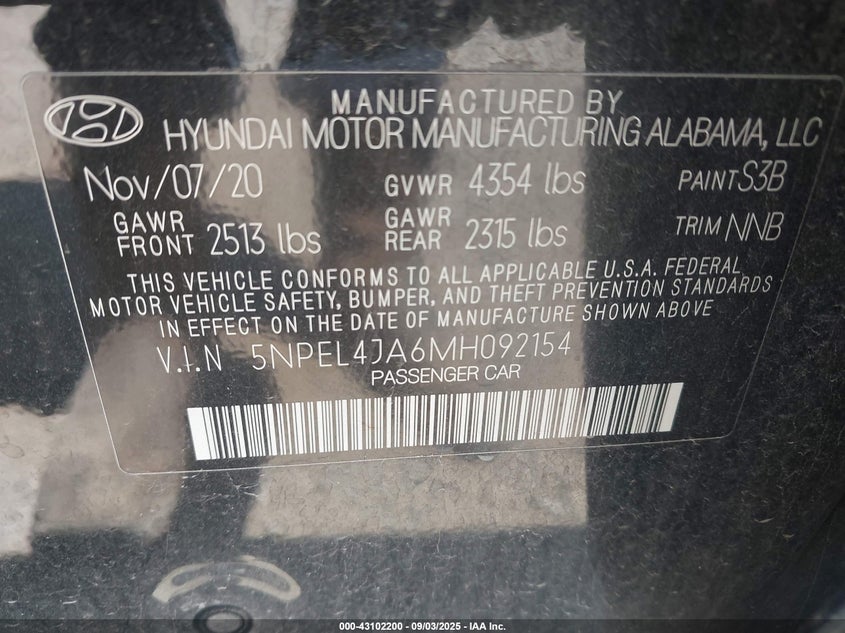 MANUFACTURED BY
HYUNDAI MOTOR MANUFACTURING ALABAMA, LLC
Nov/07/20 GVWR 4354 lbs PAINT S3B
GAWR FRONT 2513 lbs GAWR REAR 2315 lbs TRIM NNB
THIS VEHICLE CONFORMS TO ALL APPLICABLE U.S.A. FEDERAL
MOTOR VEHICLE SAFETY, BUMPER, AND THEFT PREVENTION STANDARDS
IN EFFECT ON THE DATE OF MANUFACTURE SHOWN ABOVE
V.I.N 5NPEL4JA6MH092154
PASSENGER CAR
000-43102200 - 09/03/2025 - IAA Inc.